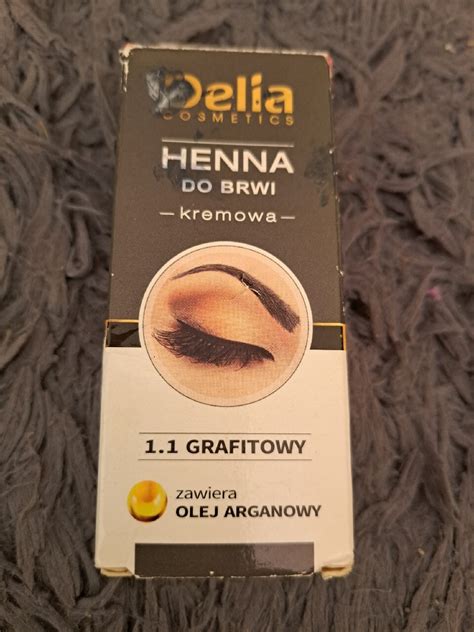 Delia
COSMETICS
HENNA
DO BRWI
kremowa
1.1 GRAFITOWY
zawiera
OLEJ ARGANOWY